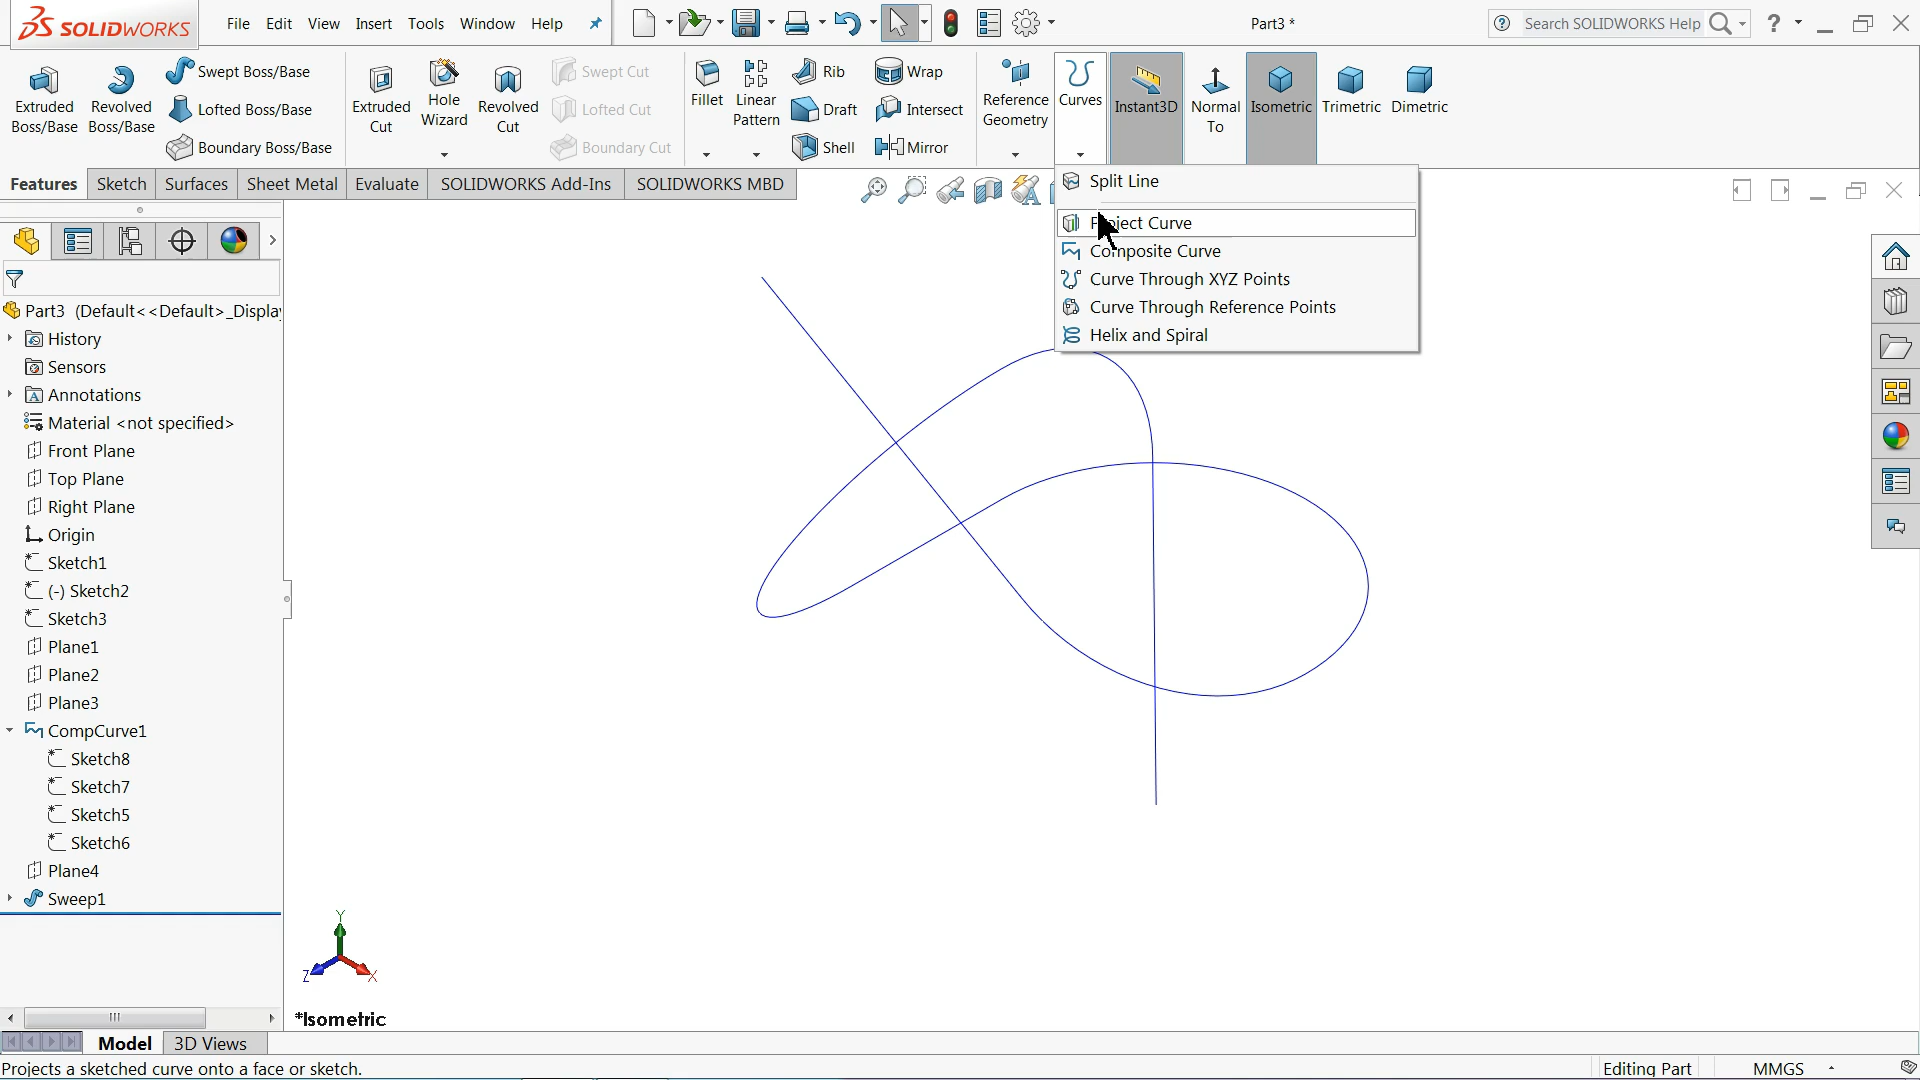 SOLIDWORKS File Edit View Insert Tools Window Help Part3 * Search SOLIDWORKS Help ?
Extruded Boss/Base
Revolved Boss/Base
Swept Boss/Base
Lofted Boss/Base
Boundary Boss/Base
Extruded Cut
Hole Wizard
Revolved Cut
Swept Cut
Lofted Cut
Boundary Cut
Fillet
Linear Pattern
Rib
Draft
Shell
Wrap
Intersect
Mirror
Reference Geometry
Curves
Instant3D
Normal To
Isometric
Trimetric
Dimetric
Features Sketch Surfaces Sheet Metal Evaluate SOLIDWORKS Add-Ins SOLIDWORKS MBD
Split Line
Project Curve
Composite Curve
Curve Through XYZ Points
Curve Through Reference Points
Helix and Spiral
Part3 (Default<<Default>_Displa
History
Sensors
Annotations
Material <not specified>
Front Plane
Top Plane
Right Plane
Origin
Sketch1
(-) Sketch2
Sketch3
Plane1
Plane2
Plane3
CompCurve1
Sketch8
Sketch7
Sketch5
Sketch6
Plane4
Sweep1
Y
Z
X
*Isometric
Model 3D Views
Projects a sketched curve onto a face or sketch. Editing Part MMGS